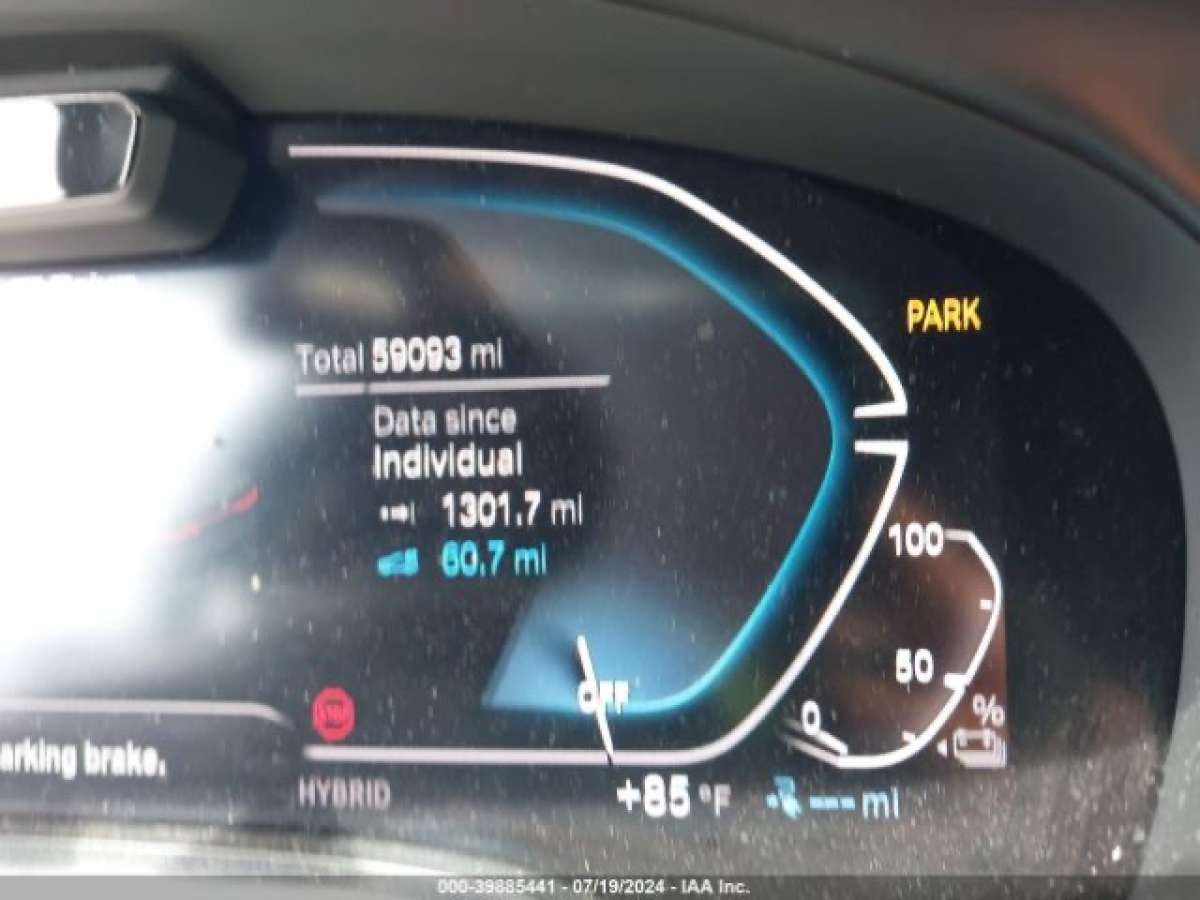 PARK
Total 59093 mi
Data since
Individual
1301.7 mi
60.7 mi
100
50
0
%
OFF
arking brake.
HYBRID
+85 °F
--- mi
000-39885441 - 07/19/2024 - IAA Inc.